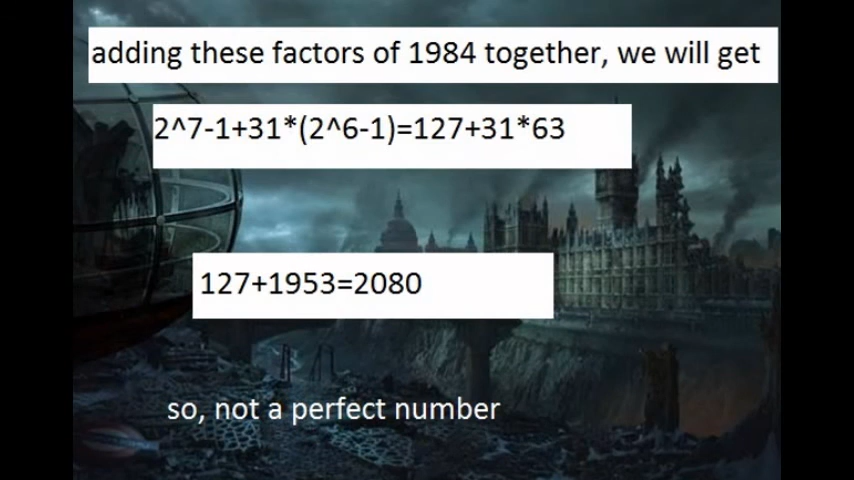 adding these factors of 1984 together, we will get
2^7-1+31*(2^6-1)=127+31*63
127+1953=2080
so, not a perfect number